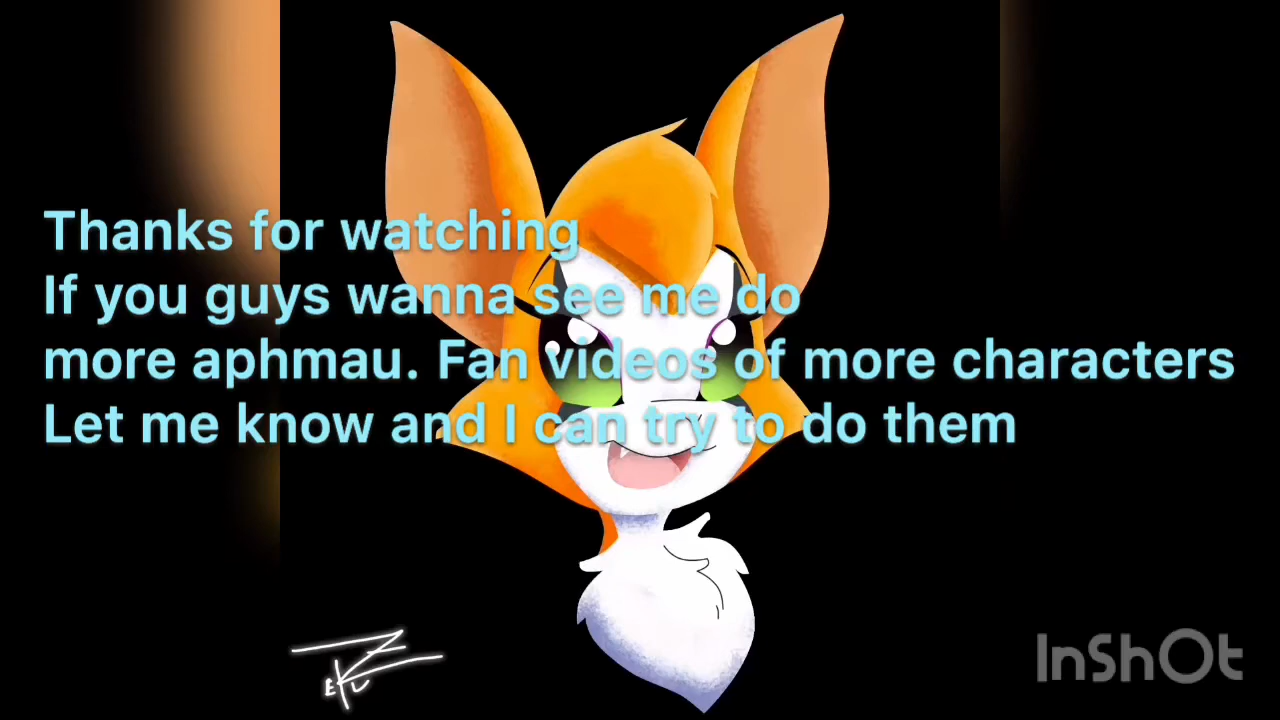 Thanks for watching
If you guys wanna see me do
more aphmau. Fan videos of more characters
Let me know and I can try to do them
InShOt